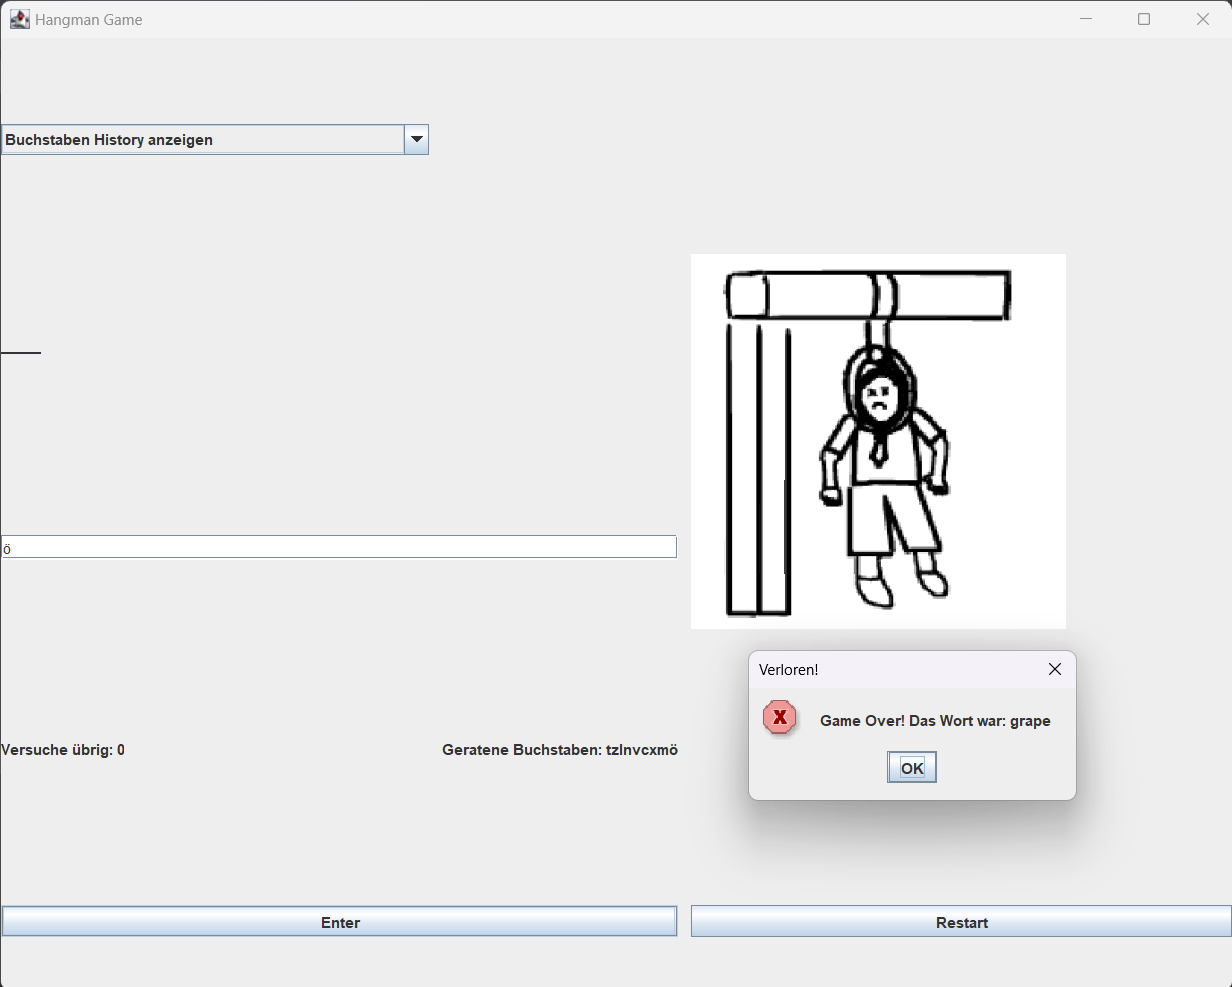 Hangman Game
Buchstaben History anzeigen
_____
ö
Versuche übrig: 0
Geratene Buchstaben: tzlnvcxmö
Verloren!
X
Game Over! Das Wort war: grape
OK
Enter
Restart